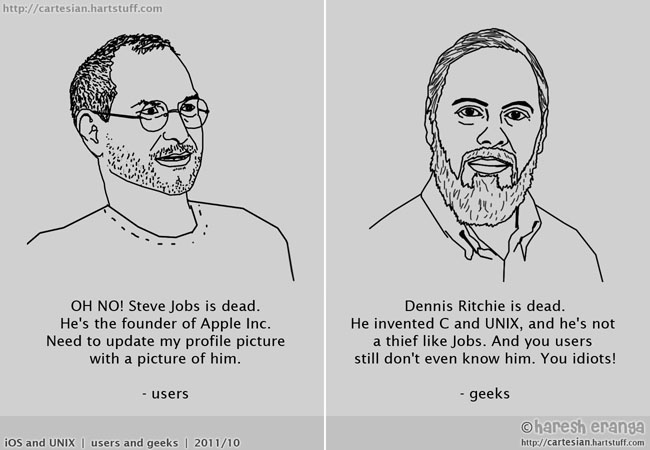 http://cartesian.hartstuff.com
OH NO! Steve Jobs is dead.
He's the founder of Apple Inc.
Need to update my profile picture
with a picture of him.
- users
Dennis Ritchie is dead.
He invented C and UNIX, and he's not
a thief like Jobs. And you users
still don't even know him. You idiots!
- geeks
iOS and UNIX | users and geeks | 2011/10
©haresh eranga
http://cartesian.hartstuff.com